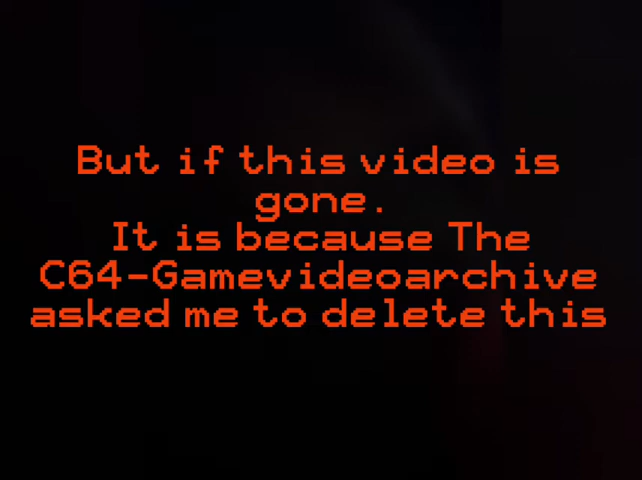 But if this video is
gone.
It is because The
C64-Gamevideoarchive
asked me to delete this